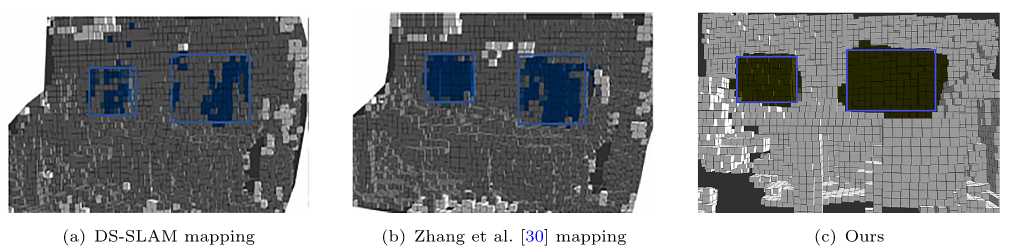 (a) DS-SLAM mapping
(b) Zhang et al. [30] mapping
(c) Ours